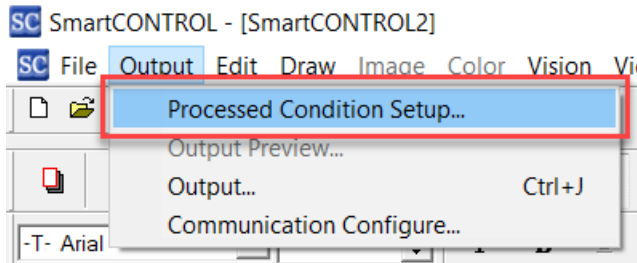 SC SmartCONTROL - [SmartCONTROL2]
SC File Output Edit Draw Image Color Vision
Processed Condition Setup...
Output Preview...
Output... Ctrl+J
Communication Configure...
-T- Arial